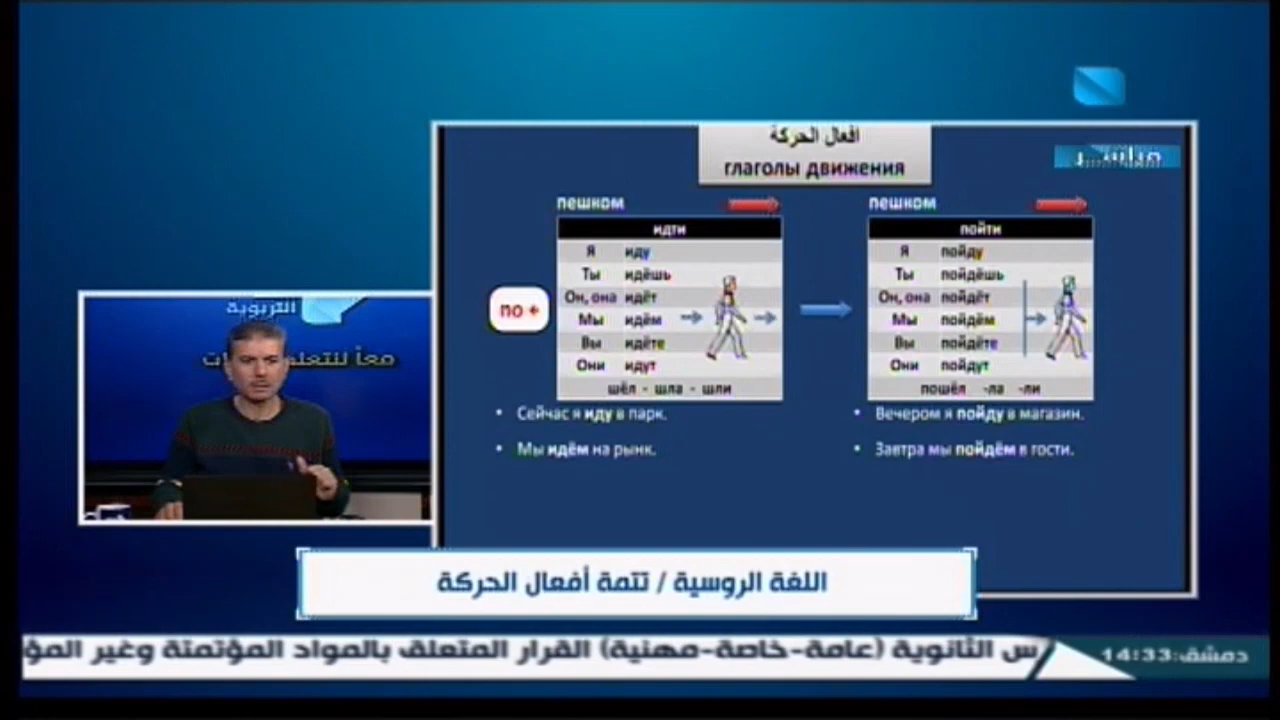 افعال الحركة
глаголы движения
مباشر
пешком
идти
Я иду
Ты идёшь
Он, она идёт
Мы идём
Вы идёте
Они идут
шёл - шла - шли
по +
• Сейчас я иду в парк.
• Мы идём на рынк.
пешком
пойти
Я пойду
Ты пойдёшь
Он, она пойдёт
Мы пойдём
Вы пойдёте
Они пойдут
пошёл -ла -ли
• Вечером я пойду в магазин.
• Завтра мы пойдём в гости.
التربوية
معاً لنتعلم
اللغة الروسية / تتمة أفعال الحركة
الثانوية (عامة-خاصة-مهنية) القرار المتعلق بالمواد المؤتمتة وغير
دمشق:14:33